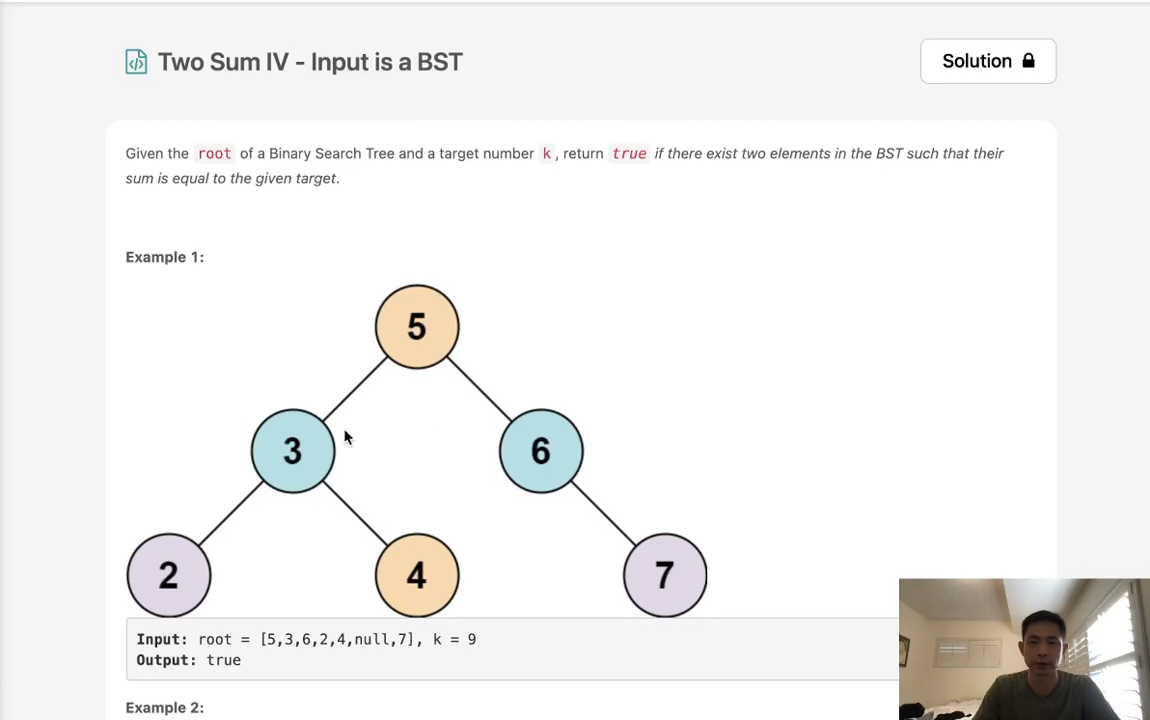 Two Sum IV - Input is a BST
Solution
Given the root of a Binary Search Tree and a target number k, return true if there exist two elements in the BST such that their
sum is equal to the given target.
Example 1:
5
3
6
2
4
7
Input: root = [5,3,6,2,4,null,7], k = 9
Output: true
Example 2: